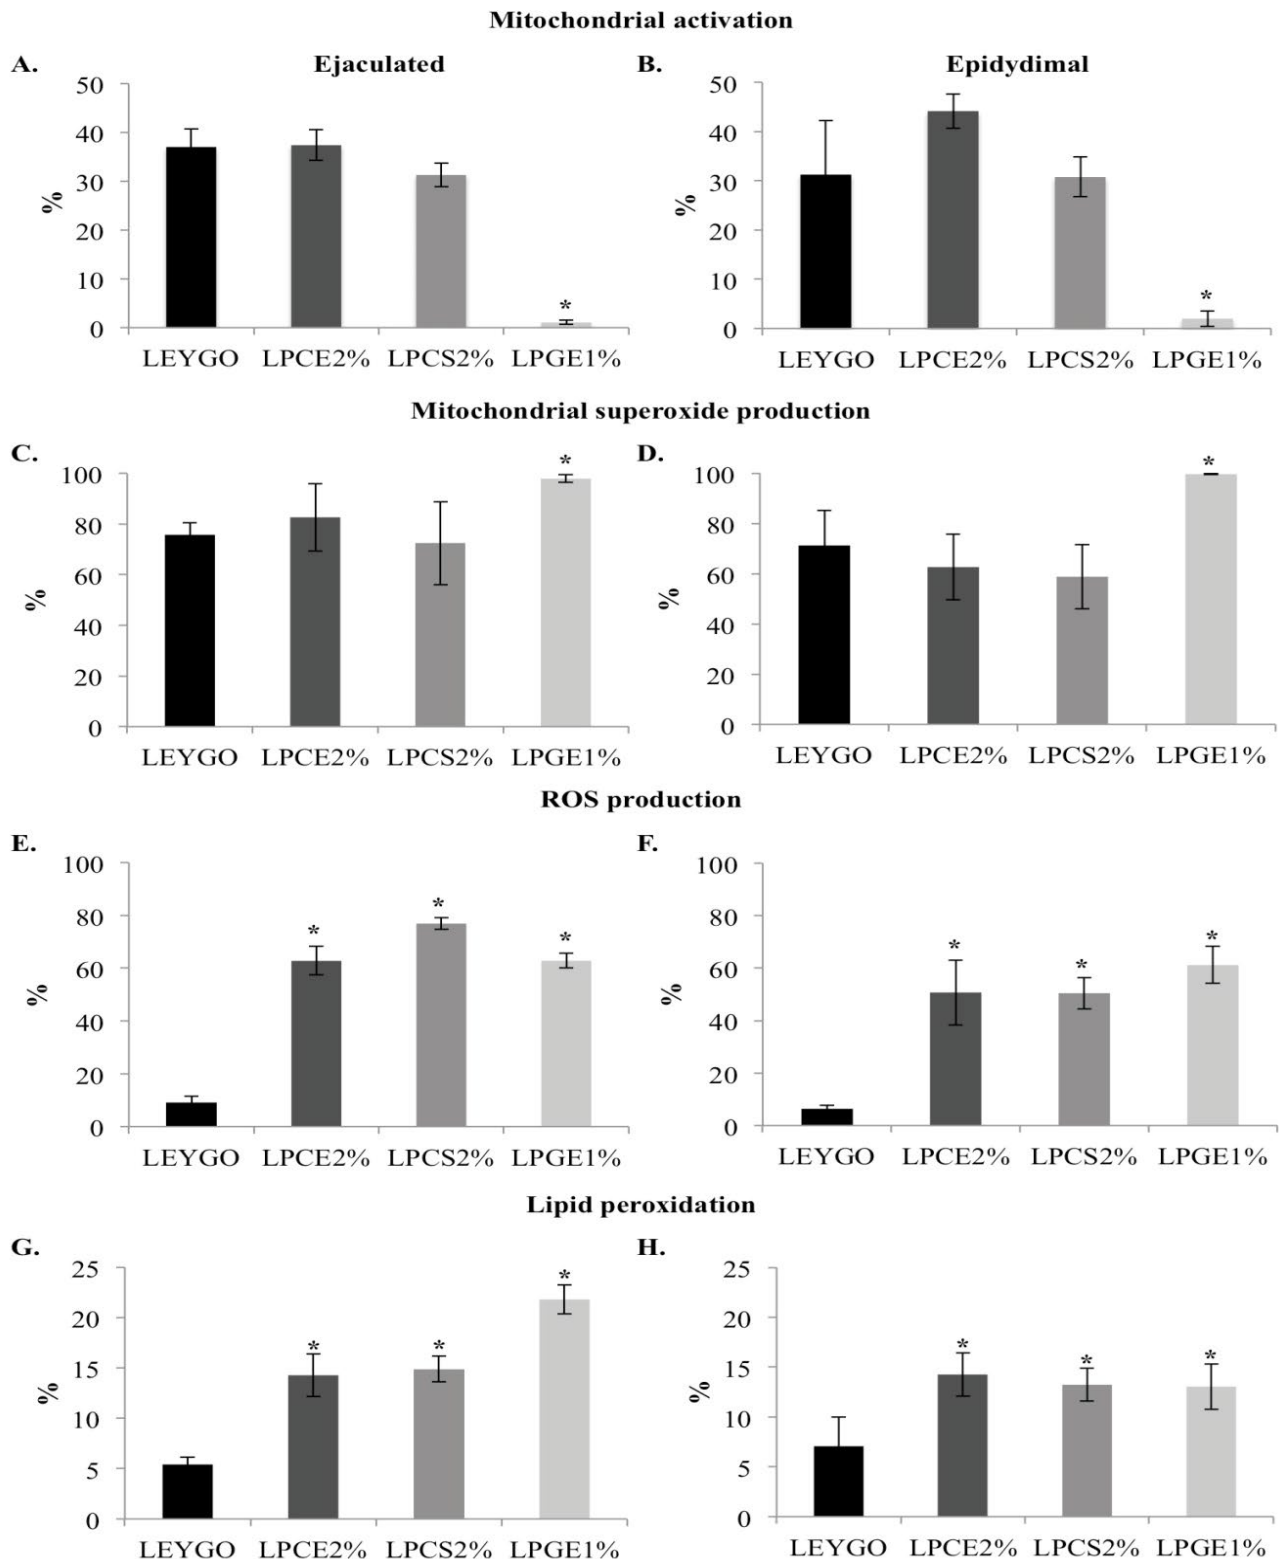 Mitochondrial activation
A. Ejaculated
50
40
30
20
10
0
%
*
LEYGO LPCE2% LPCS2% LPGE1%
B. Epidydimal
50
40
30
20
10
0
%
*
LEYGO LPCE2% LPCS2% LPGE1%
Mitochondrial superoxide production
C.
100
80
60
40
20
0
%
*
LEYGO LPCE2% LPCS2% LPGE1%
D.
100
80
60
40
20
0
%
*
LEYGO LPCE2% LPCS2% LPGE1%
ROS production
E.
100
80
60
40
20
0
%
* * *
LEYGO LPCE2% LPCS2% LPGE1%
F.
100
80
60
40
20
0
%
* * *
LEYGO LPCE2% LPCS2% LPGE1%
Lipid peroxidation
G.
25
20
15
10
5
0
%
* * *
LEYGO LPCE2% LPCS2% LPGE1%
H.
25
20
15
10
5
0
%
* * *
LEYGO LPCE2% LPCS2% LPGE1%